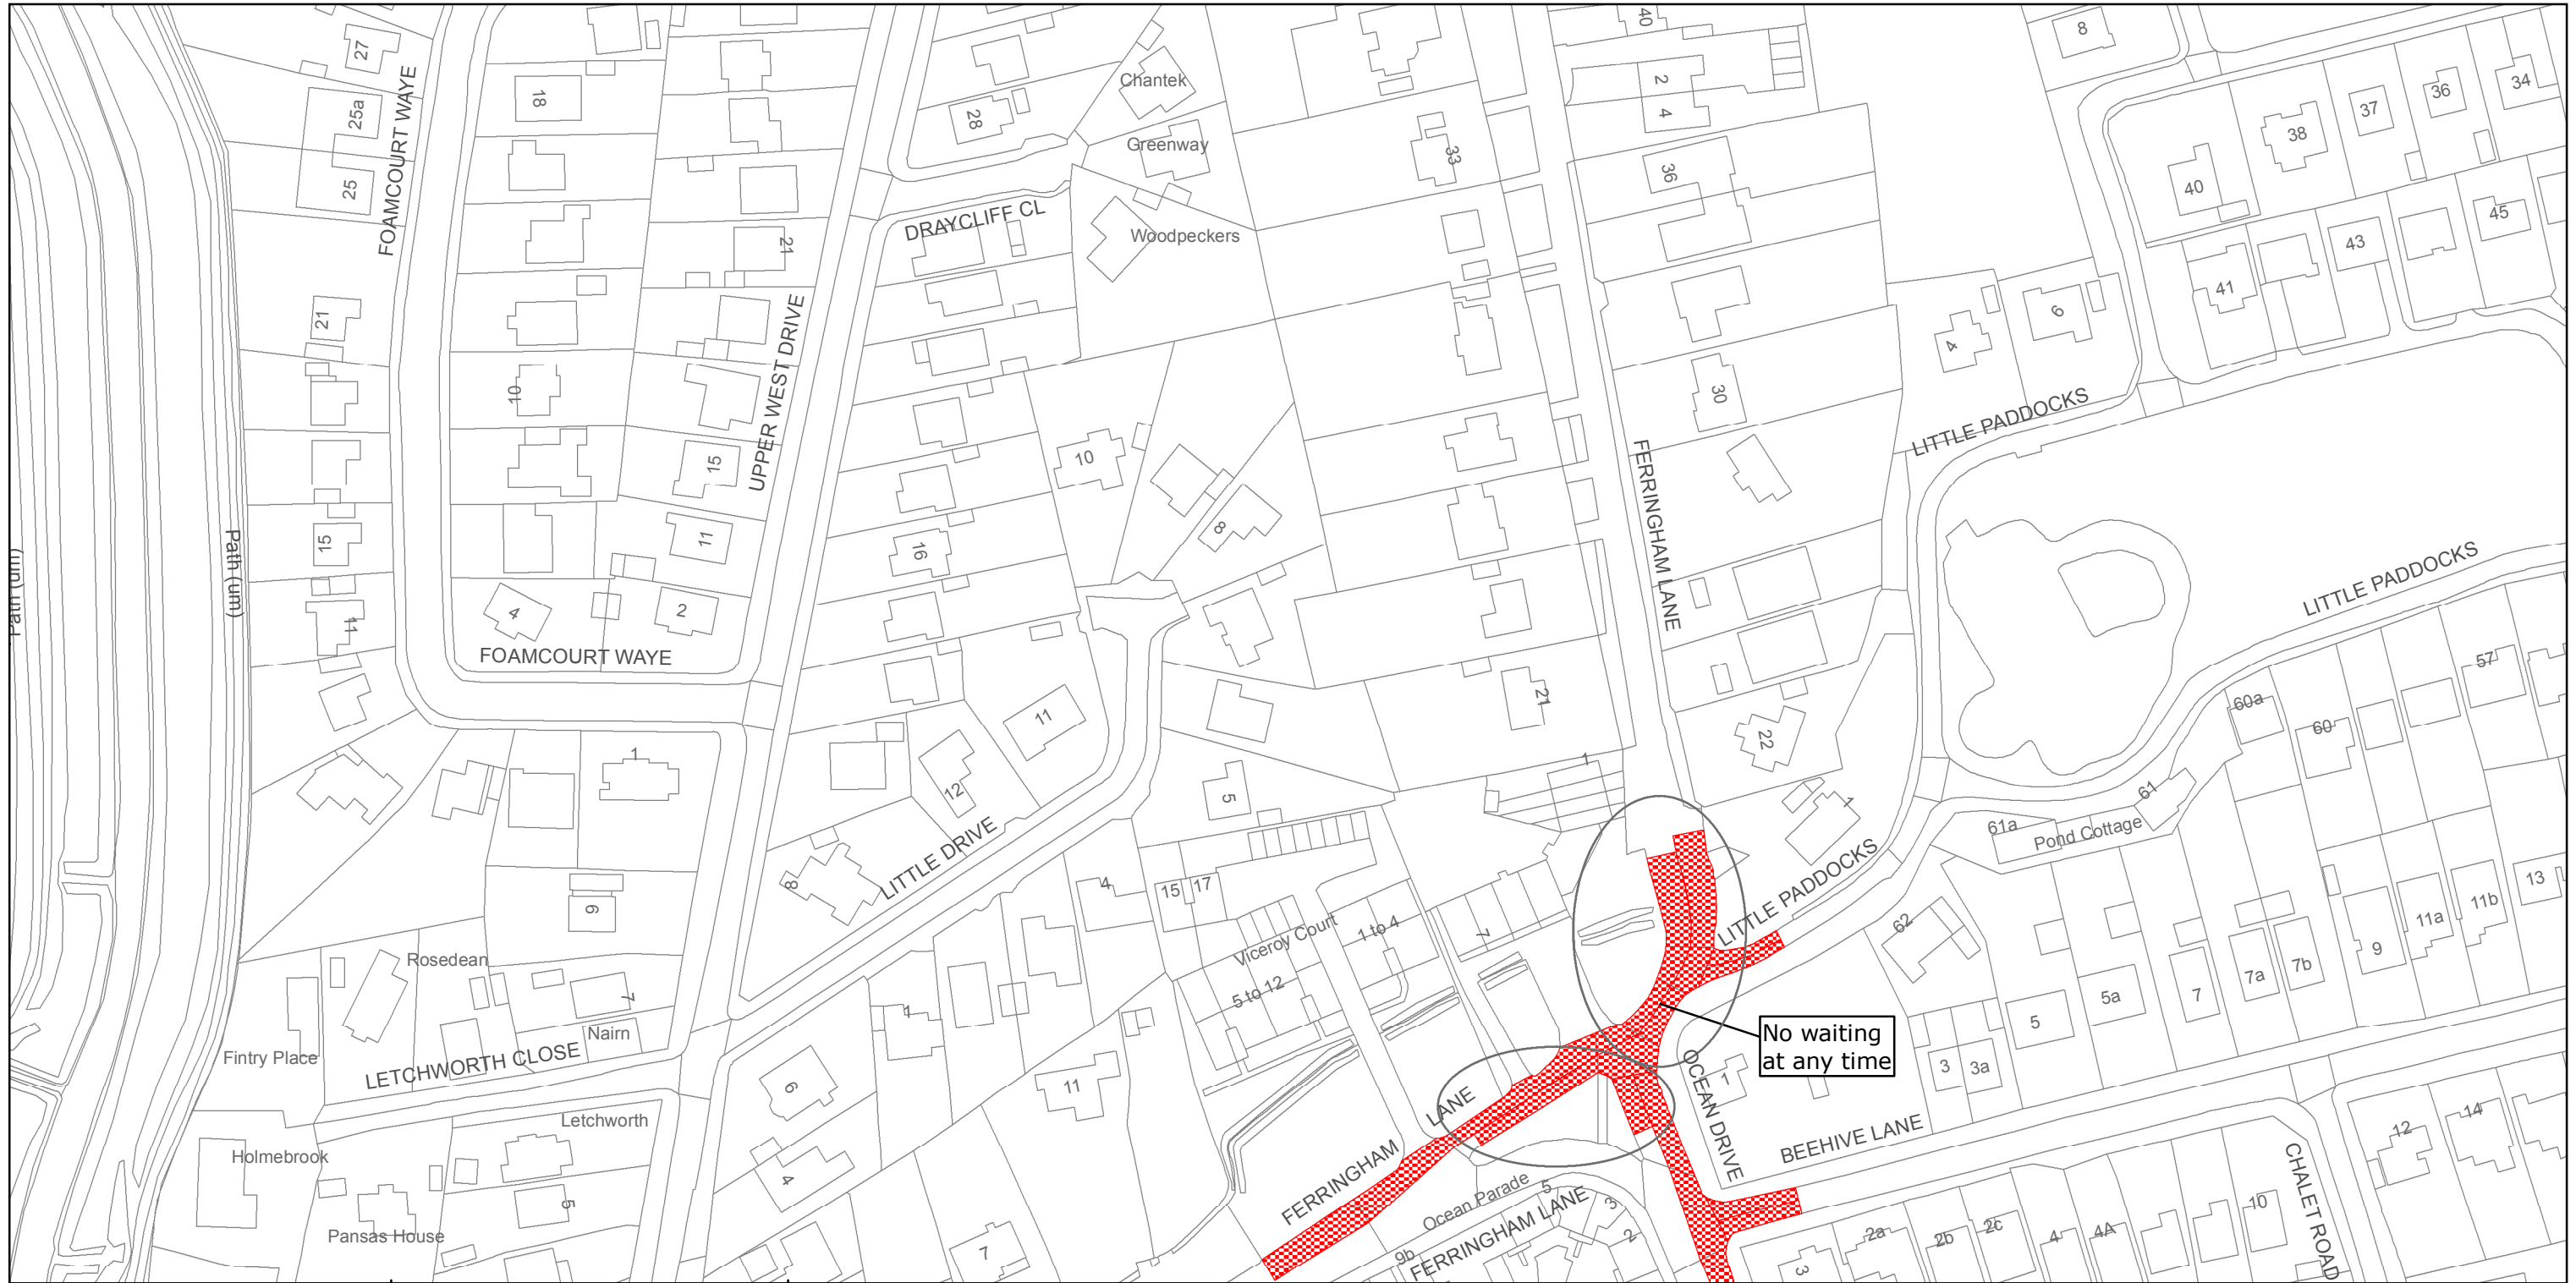 27
25a
25
FOAMCOURT WAYE
18
21
10
15
11
4
2
FOAMCOURT WAYE
1
6
7
Nairn
Rosedean
Fintry Place
LETCHWORTH CLOSE
Letchworth
5
Holmebrook
Pansas House
Path (um)
Path (um)
21
15
11
UPPER WEST DRIVE
28
Chantek
Greenway
Woodpeckers
DRAYCLIFF CL
1
16
10
8
11
12
8
LITTLE DRIVE
5
4
15
17
Viceroy Court
5 to 12
1 to 4
7
1
1
6
4
11
7
33
21
40
2
4
36
30
22
1
FERRINGHAM LANE
8
40
38
37
36
34
41
43
45
4
6
LITTLE PADDOCKS
LITTLE PADDOCKS
LITTLE PADDOCKS
57
60a
60
61
61a
Pond Cottage
62
13
11b
11a
9
7b
7a
7
5a
5
3a
3
1
No waiting
at any time
OCEAN DRIVE
BEEHIVE LANE
FERRINGHAM
LANE
Ocean Parade
FERRINGHAM LANE
9b
5
3
2
3
2a
2b
2c
4
4A
10
12
14
CHALET ROAD